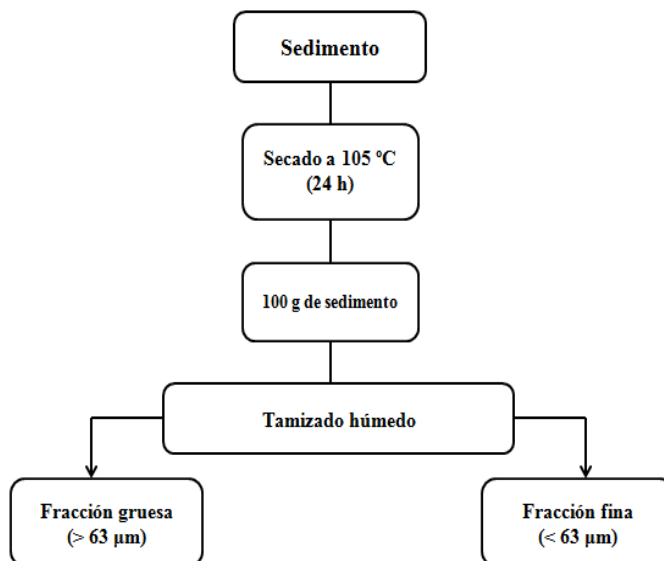 Sedimento
Secado a 105 ºC
(24 h)
100 g de sedimento
Tamizado húmedo
Fracción gruesa
(> 63 µm)
Fracción fina
(< 63 µm)